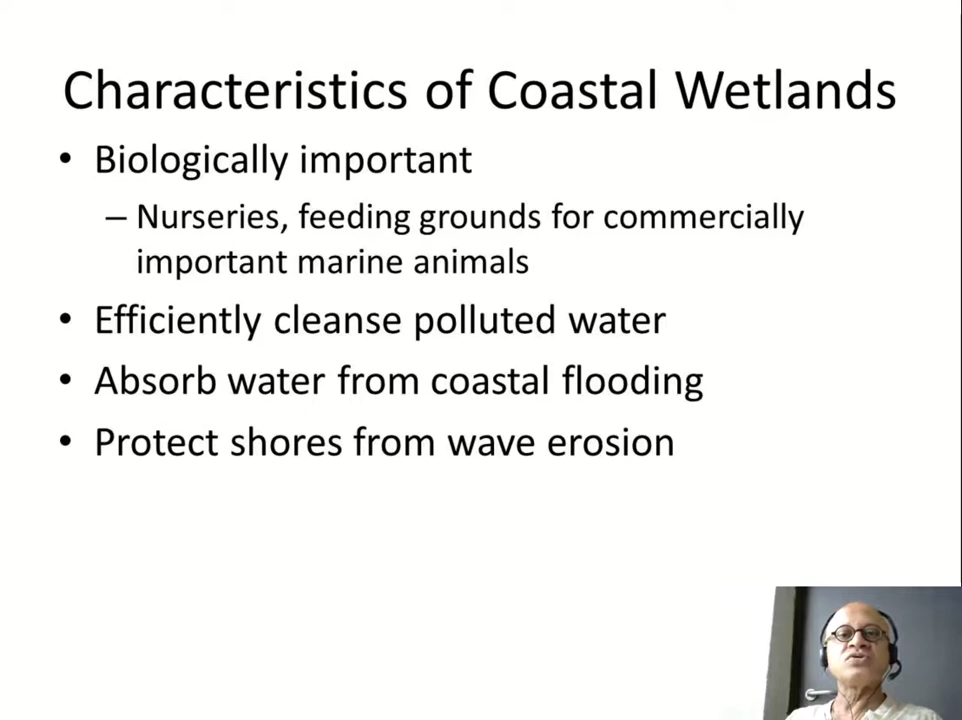 Characteristics of Coastal Wetlands
• Biologically important
– Nurseries, feeding grounds for commercially
important marine animals
• Efficiently cleanse polluted water
• Absorb water from coastal flooding
• Protect shores from wave erosion